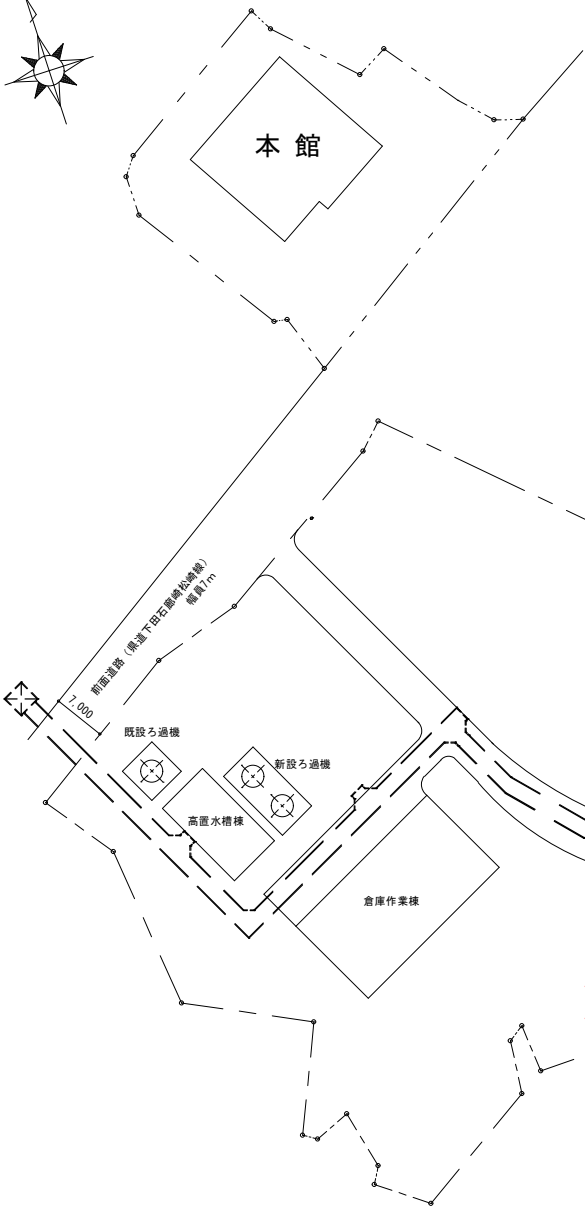 本 館
前面道路（県道下田石廊崎松崎線）
幅員7m
7,000
既設ろ過機
新設ろ過機
高置水槽棟
倉庫作業棟